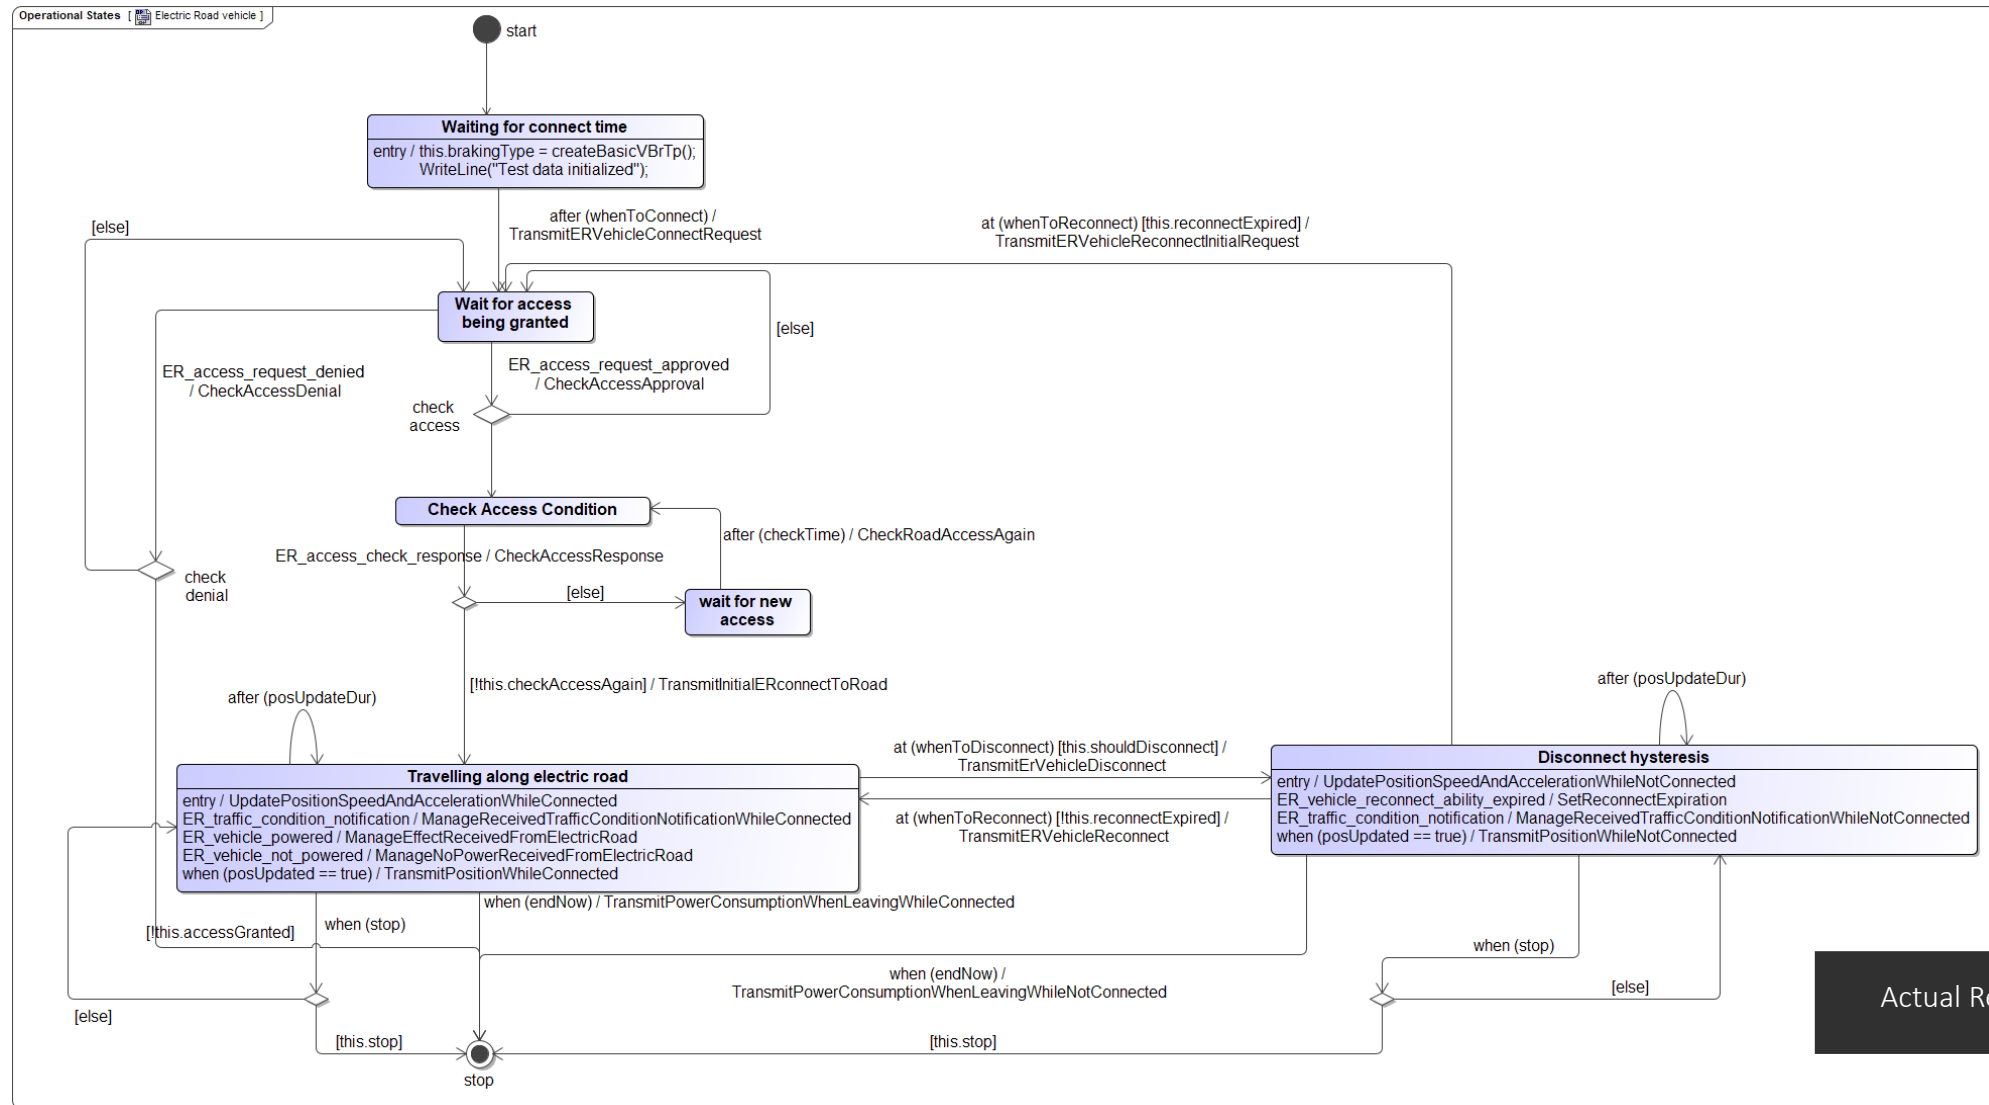 Operational States [ Electric Road vehicle ]
start
Waiting for connect time
entry / this.brakingType = createBasicVBrTp();
WriteLine("Test data initialized");
[else]
after (whenToConnect) /
TransmitERVehicleConnectRequest
at (whenToReconnect) [this.reconnectExpired] /
TransmitERVehicleReconnectInitialRequest
Wait for access
being granted
[else]
ER_access_request_denied
/ CheckAccessDenial
ER_access_request_approved
/ CheckAccessApproval
check
access
Check Access Condition
after (checkTime) / CheckRoadAccessAgain
ER_access_check_response / CheckAccessResponse
check
denial
[else]
wait for new
access
[!this.checkAccessAgain] / TransmitInitialERconnectToRoad
after (posUpdateDur)
after (posUpdateDur)
at (whenToDisconnect) [this.shouldDisconnect] /
TransmitErVehicleDisconnect
at (whenToReconnect) [!this.reconnectExpired] /
TransmitERVehicleReconnect
Travelling along electric road
entry / UpdatePositionSpeedAndAccelerationWhileConnected
ER_traffic_condition_notification / ManageReceivedTrafficConditionNotificationWhileConnected
ER_vehicle_powered / ManageEffectReceivedFromElectricRoad
ER_vehicle_not_powered / ManageNoPowerReceivedFromElectricRoad
when (posUpdated == true) / TransmitPositionWhileConnected
Disconnect hysteresis
entry / UpdatePositionSpeedAndAccelerationWhileNotConnected
ER_vehicle_reconnect_ability_expired / SetReconnectExpiration
ER_traffic_condition_notification / ManageReceivedTrafficConditionNotificationWhileNotConnected
when (posUpdated == true) / TransmitPositionWhileNotConnected
when (endNow) / TransmitPowerConsumptionWhenLeavingWhileConnected
[!this.accessGranted]
when (stop)
when (stop)
when (endNow) /
TransmitPowerConsumptionWhenLeavingWhileNotConnected
[else]
[else]
[this.stop]
[this.stop]
stop
Actual